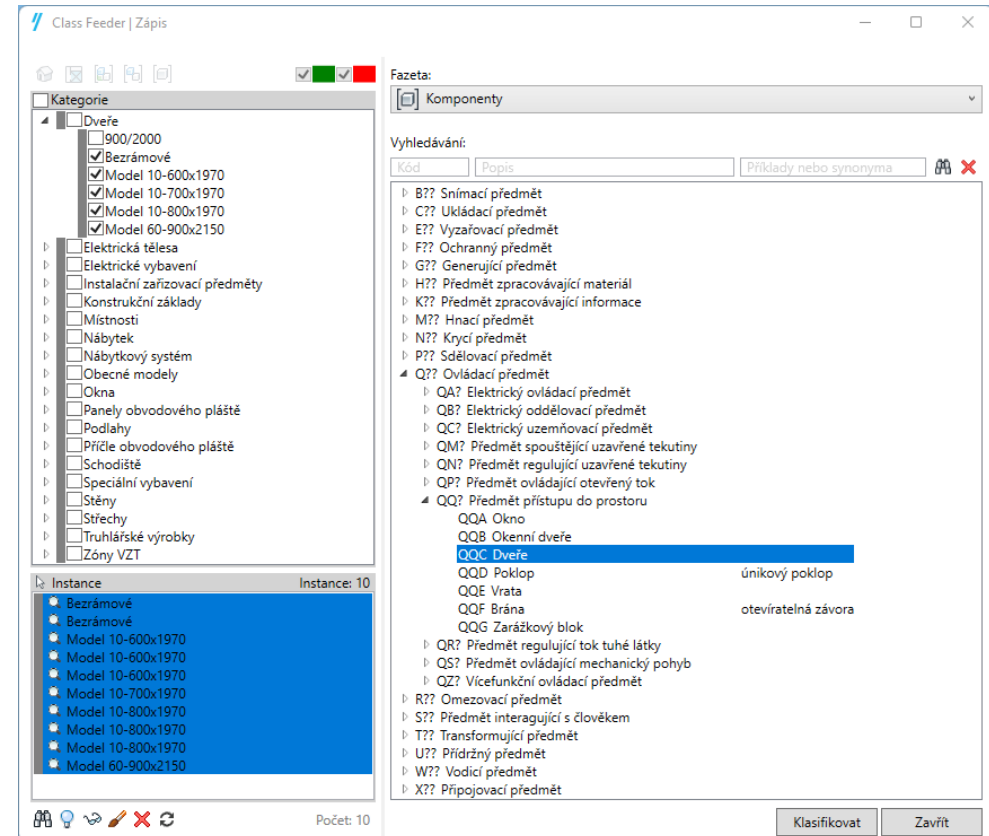 Class Feeder | Zápis
Kategorie
Dveře
900/2000
Bezrámové
Model 10-600x1970
Model 10-700x1970
Model 10-800x1970
Model 60-900x2150
Elektrická tělesa
Elektrické vybavení
Instalační zařizovací předměty
Konstrukční základy
Místnosti
Nábytek
Nábytkový systém
Obecné modely
Okna
Panely obvodového pláště
Podlahy
Příčle obvodového pláště
Schodiště
Speciální vybavení
Stěny
Střechy
Truhlářské výrobky
Zóny VZT
Instance Instance: 10
Bezrámové
Bezrámové
Model 10-600x1970
Model 10-600x1970
Model 10-600x1970
Model 10-700x1970
Model 10-800x1970
Model 10-800x1970
Model 10-800x1970
Model 60-900x2150
Počet: 10
Fazeta:
Komponenty
Vyhledávání:
Kód Popis Příklady nebo synonyma
B?? Snímací předmět
C?? Ukládací předmět
E?? Vyzařovací předmět
F?? Ochranný předmět
G?? Generující předmět
H?? Předmět zpracovávající materiál
K?? Předmět zpracovávající informace
M?? Hnací předmět
N?? Krycí předmět
P?? Sdělovací předmět
Q?? Ovládací předmět
QA? Elektrický ovládací předmět
QB? Elektrický oddělovací předmět
QC? Elektrický uzemňovací předmět
QM? Předmět spouštějící uzavřené tekutiny
QN? Předmět regulující uzavřené tekutiny
QP? Předmět ovládající otevřený tok
QQ? Předmět přístupu do prostoru
QQA Okno
QQB Okenní dveře
QQC Dveře
QQD Poklop únikový poklop
QQE Vrata
QQF Brána otevíratelná závora
QQG Zarážkový blok
QR? Předmět regulující tok tuhé látky
QS? Předmět ovládající mechanický pohyb
QZ? Vícefunkční ovládací předmět
R?? Omezovací předmět
S?? Předmět interagující s člověkem
T?? Transformující předmět
U?? Přídržný předmět
W?? Vodicí předmět
X?? Připojovací předmět
Klasifikovat Zavřít